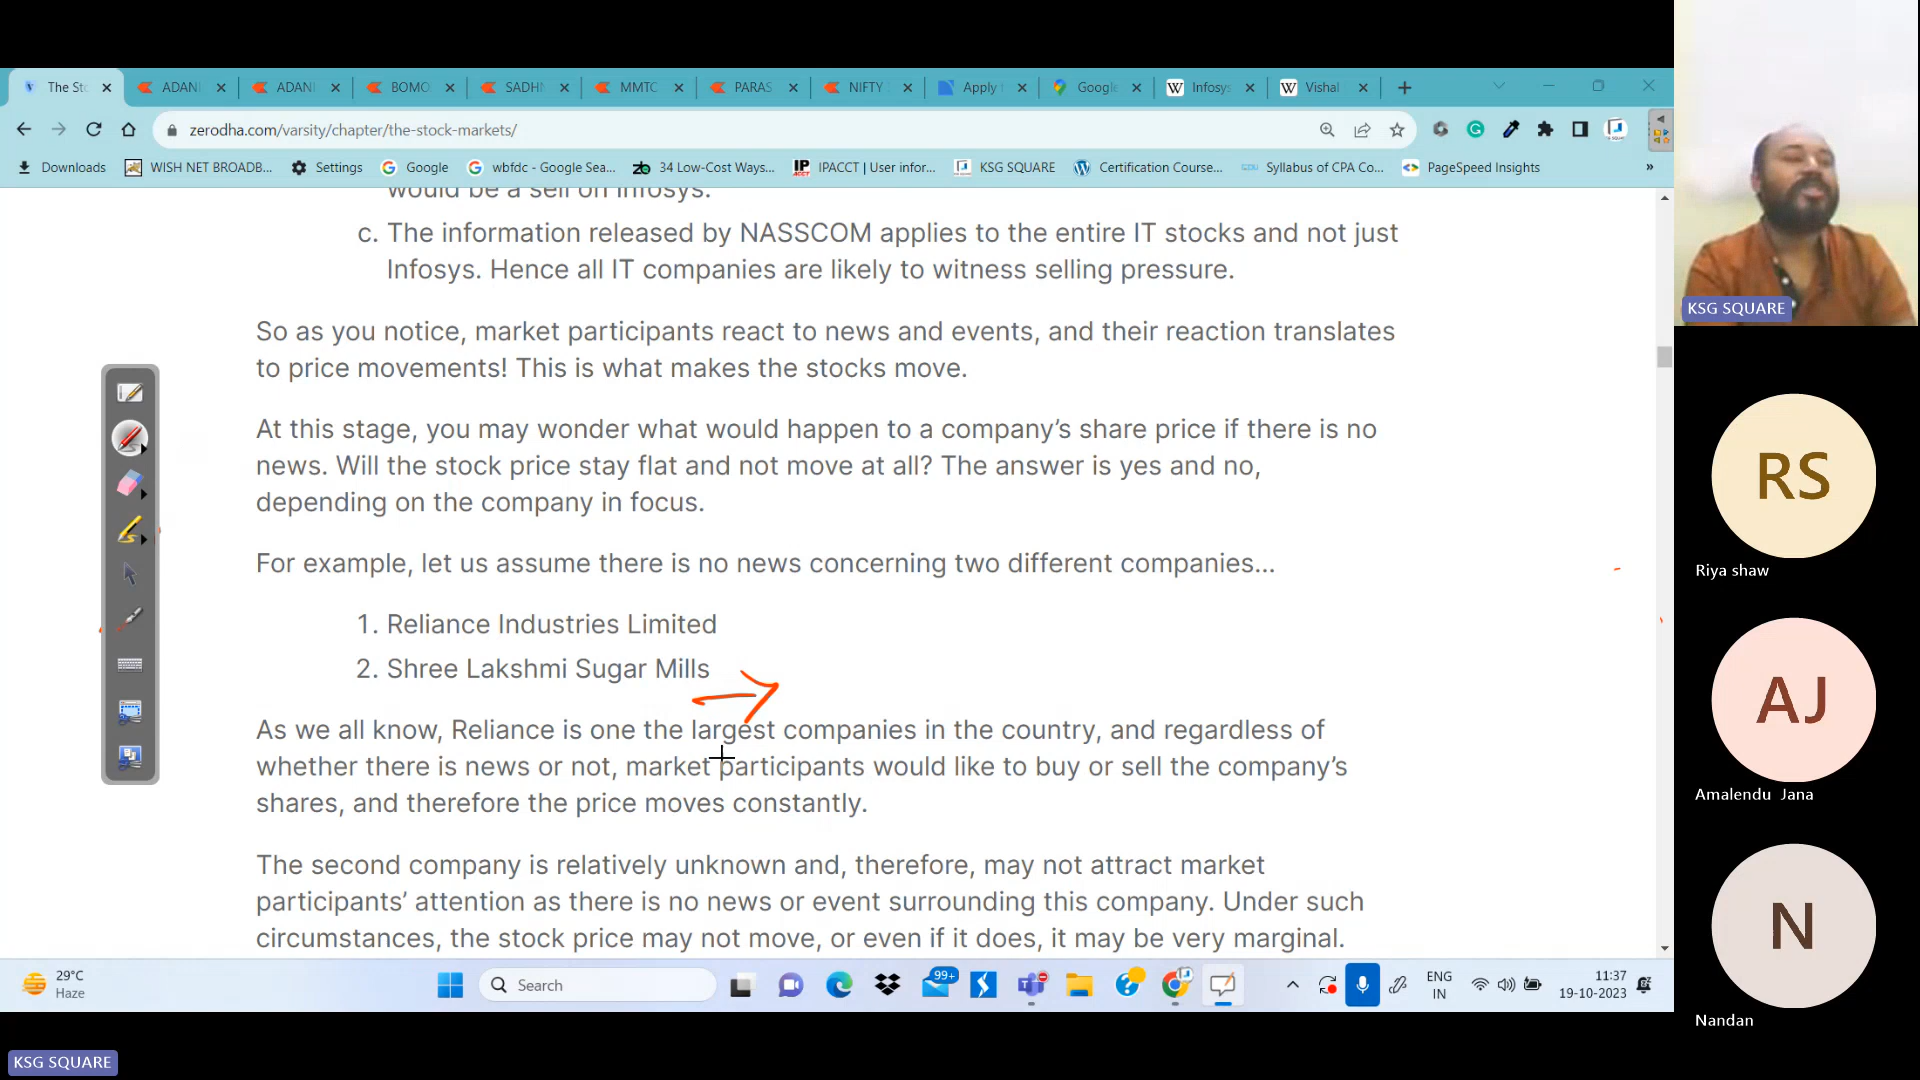 The Sto
ADANI
ADANI
BOMO
SADHN
MMTC
PARAS
NIFTY
Apply
Google
Infosys
Vishal
zerodha.com/varsity/chapter/the-stock-markets/
Downloads
WISH NET BROADB...
Settings
Google
wbfdc - Google Sea...
34 Low-Cost Ways...
IPACCT | User infor...
KSG SQUARE
Certification Course...
Syllabus of CPA Co...
PageSpeed Insights
»
would be a sell on Infosys.
c. The information released by NASSCOM applies to the entire IT stocks and not just
Infosys. Hence all IT companies are likely to witness selling pressure.
So as you notice, market participants react to news and events, and their reaction translates
to price movements! This is what makes the stocks move.
At this stage, you may wonder what would happen to a company’s share price if there is no
news. Will the stock price stay flat and not move at all? The answer is yes and no,
depending on the company in focus.
For example, let us assume there is no news concerning two different companies...
1. Reliance Industries Limited
2. Shree Lakshmi Sugar Mills
As we all know, Reliance is one the largest companies in the country, and regardless of
whether there is news or not, market participants would like to buy or sell the company’s
shares, and therefore the price moves constantly.
The second company is relatively unknown and, therefore, may not attract market
participants’ attention as there is no news or event surrounding this company. Under such
circumstances, the stock price may not move, or even if it does, it may be very marginal.
29°C
Haze
Search
99+
ENG
IN
11:37
19-10-2023
KSG SQUARE
RS
Riya shaw
AJ
Amalendu Jana
N
Nandan
KSG SQUARE